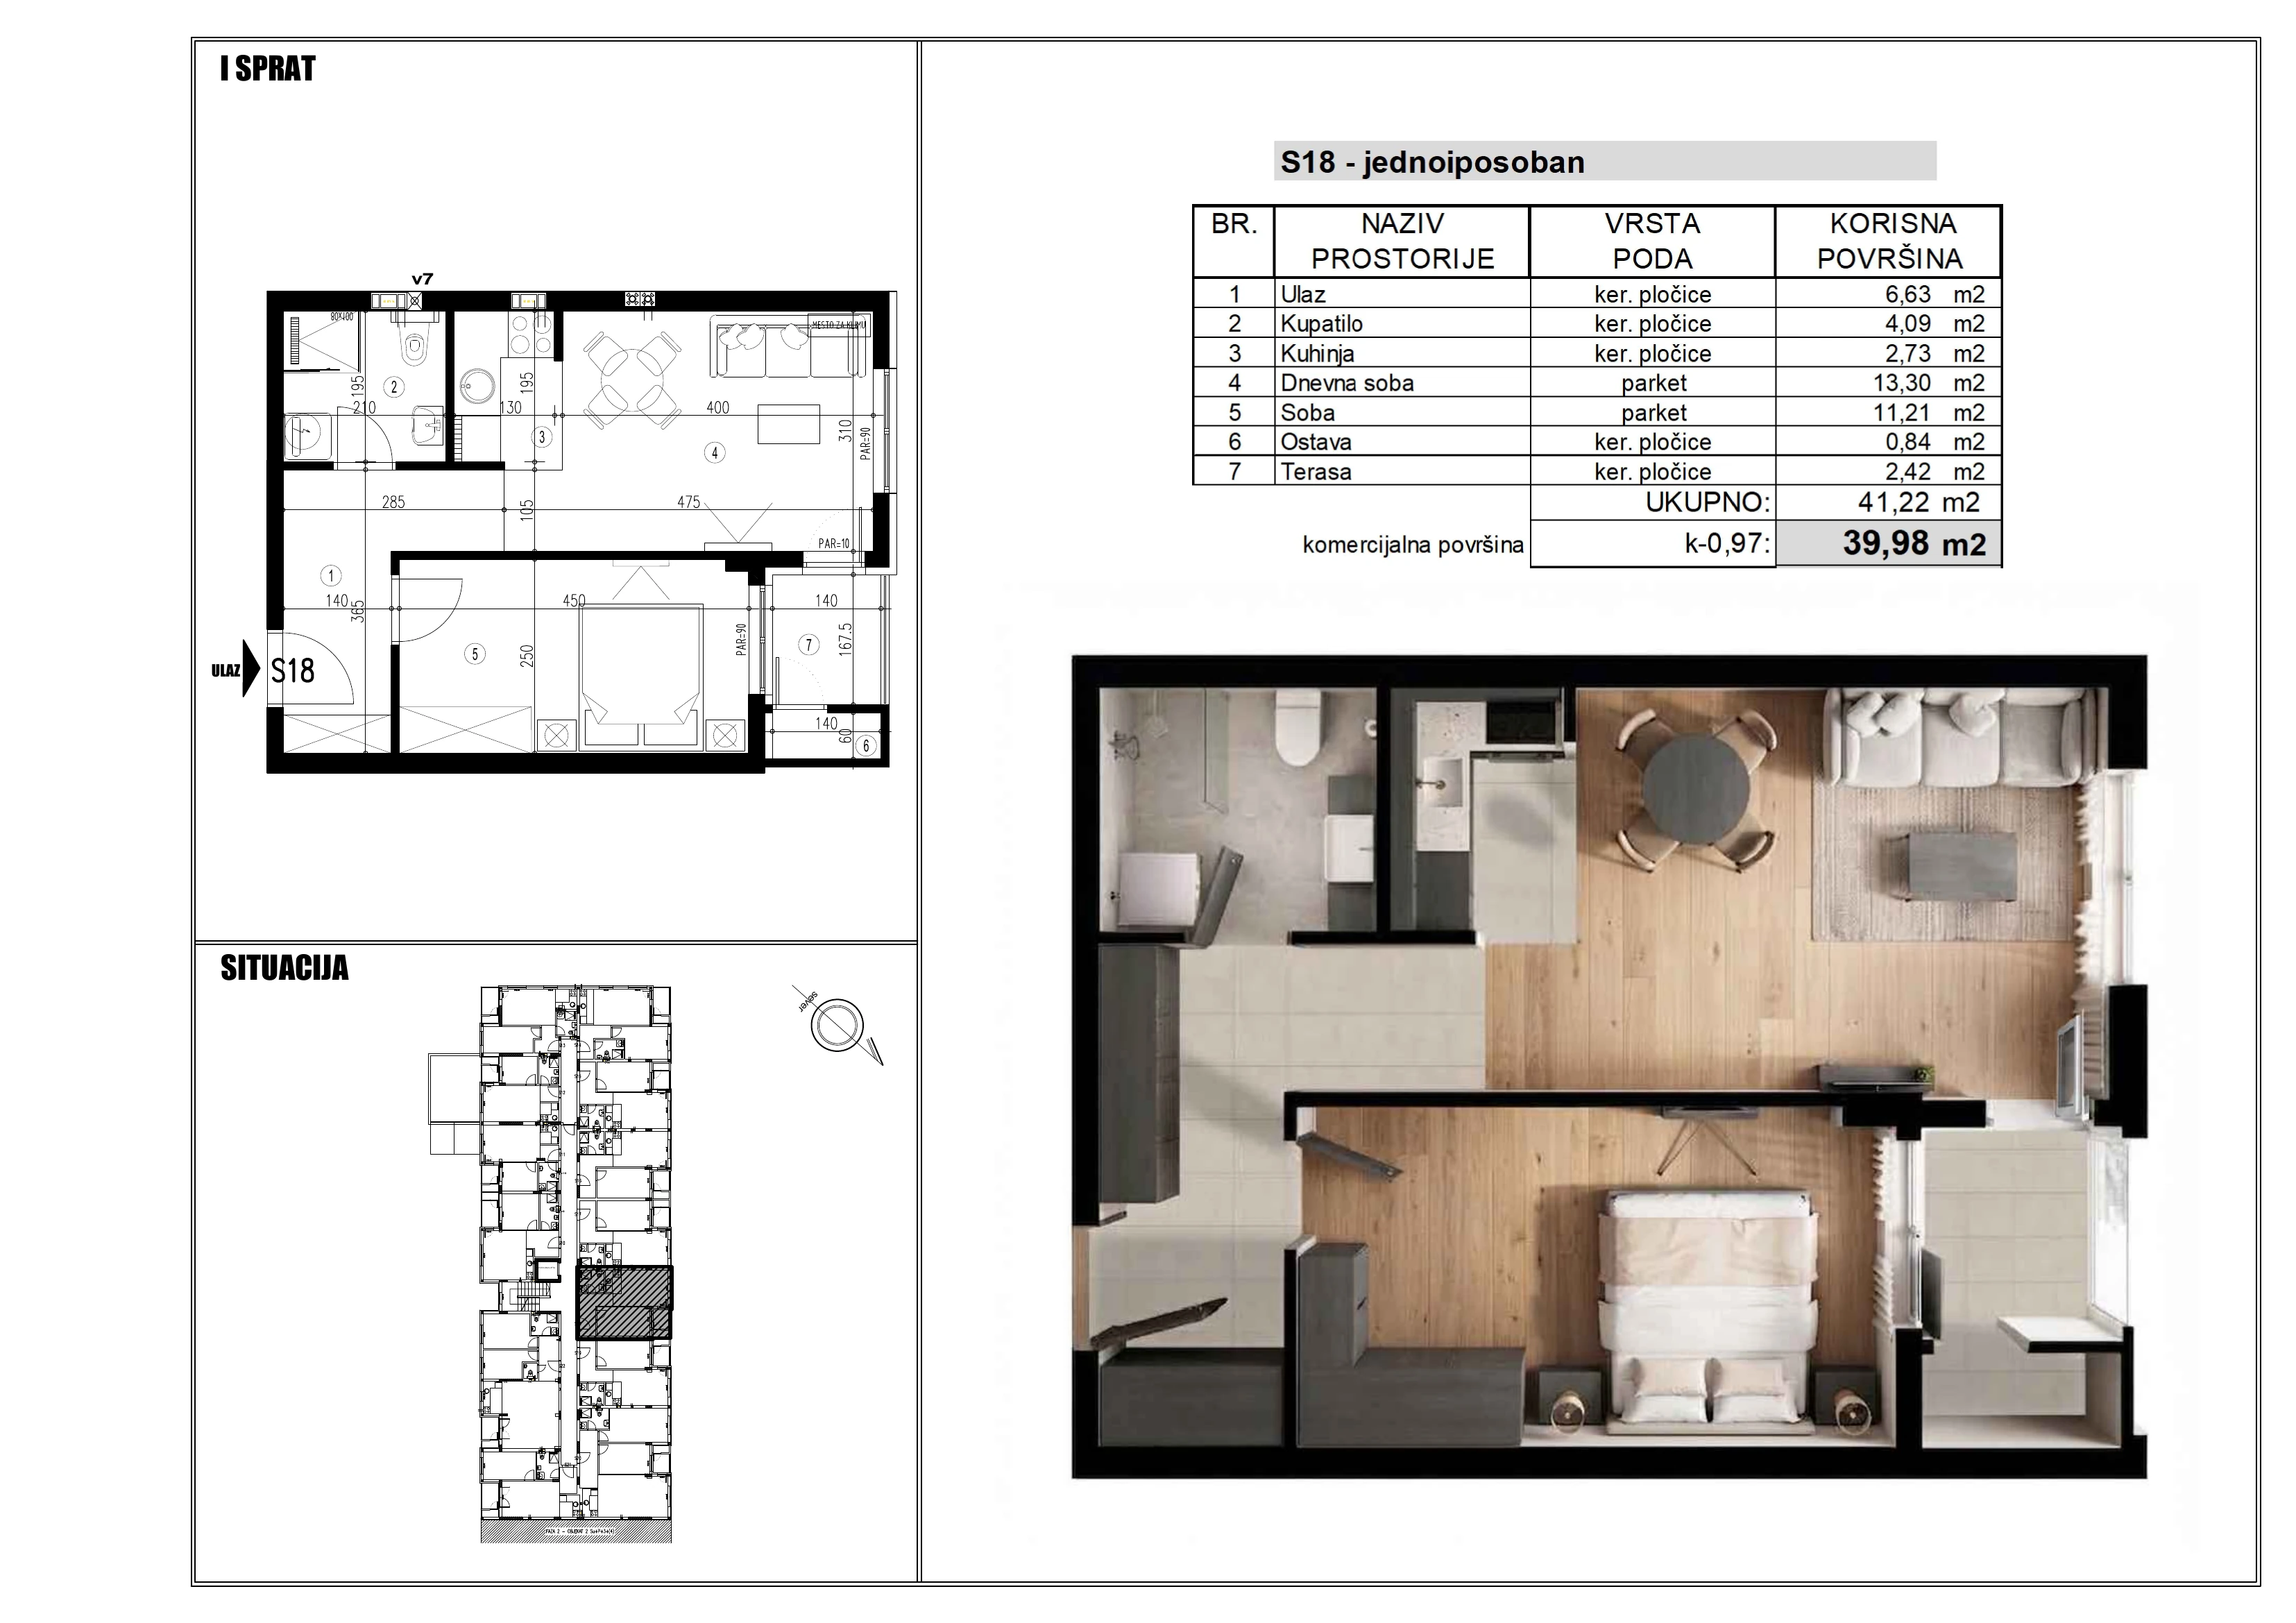 I SPRAT
v7
80X100
MESTO ZA KLIMU
2
195
210
195
130
3
400
4
310
PAR=90
285
105
475
PAR=10
1
140
365
450
140
PAR=90
167.5
7
5
250
ULAZ
S18
140
60
6
SITUACIJA
sever
S18 - jednoiposoban
BR. NAZIV PROSTORIJE VRSTA PODA KORISNA POVRŠINA
1 Ulaz ker. pločice 6,63 m2
2 Kupatilo ker. pločice 4,09 m2
3 Kuhinja ker. pločice 2,73 m2
4 Dnevna soba parket 13,30 m2
5 Soba parket 11,21 m2
6 Ostava ker. pločice 0,84 m2
7 Terasa ker. pločice 2,42 m2
UKUPNO: 41,22 m2
komercijalna površina k-0,97: 39,98 m2